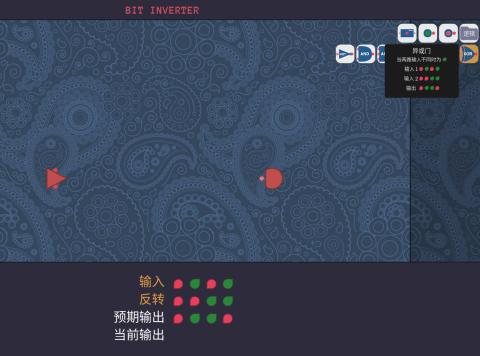 BIT INVERTER
逻辑
AND
XOR
异或门
当两路输入不同时为
输入 1
输入 2
输出
输入
反转
预期输出
当前输出